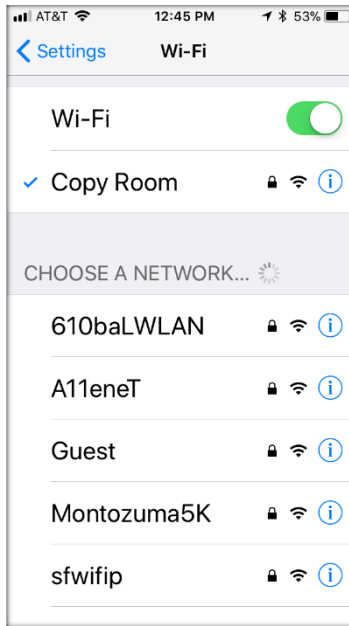 AT&T 12:45 PM 53%
Settings Wi-Fi
Wi-Fi
Copy Room
CHOOSE A NETWORK...
610baLWLAN
A11eneT
Guest
Montozuma5K
sfwifip